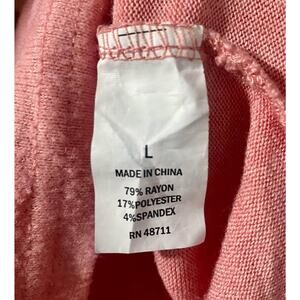 L
MADE IN CHINA
79% RAYON
17%POLYESTER
4%SPANDEX
RN 48711